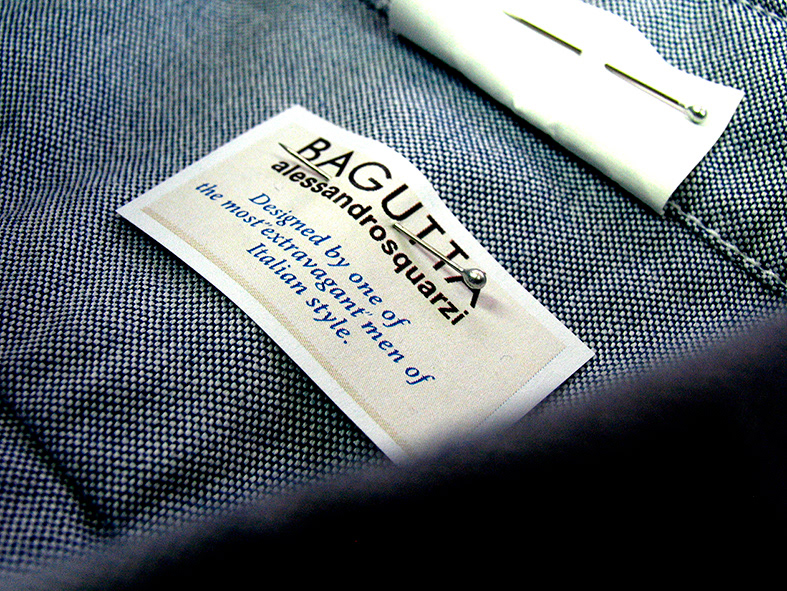 BAGUTTA
alessandrosquarzi
Designed by one of
the most "extravagant" men of
Italian style.